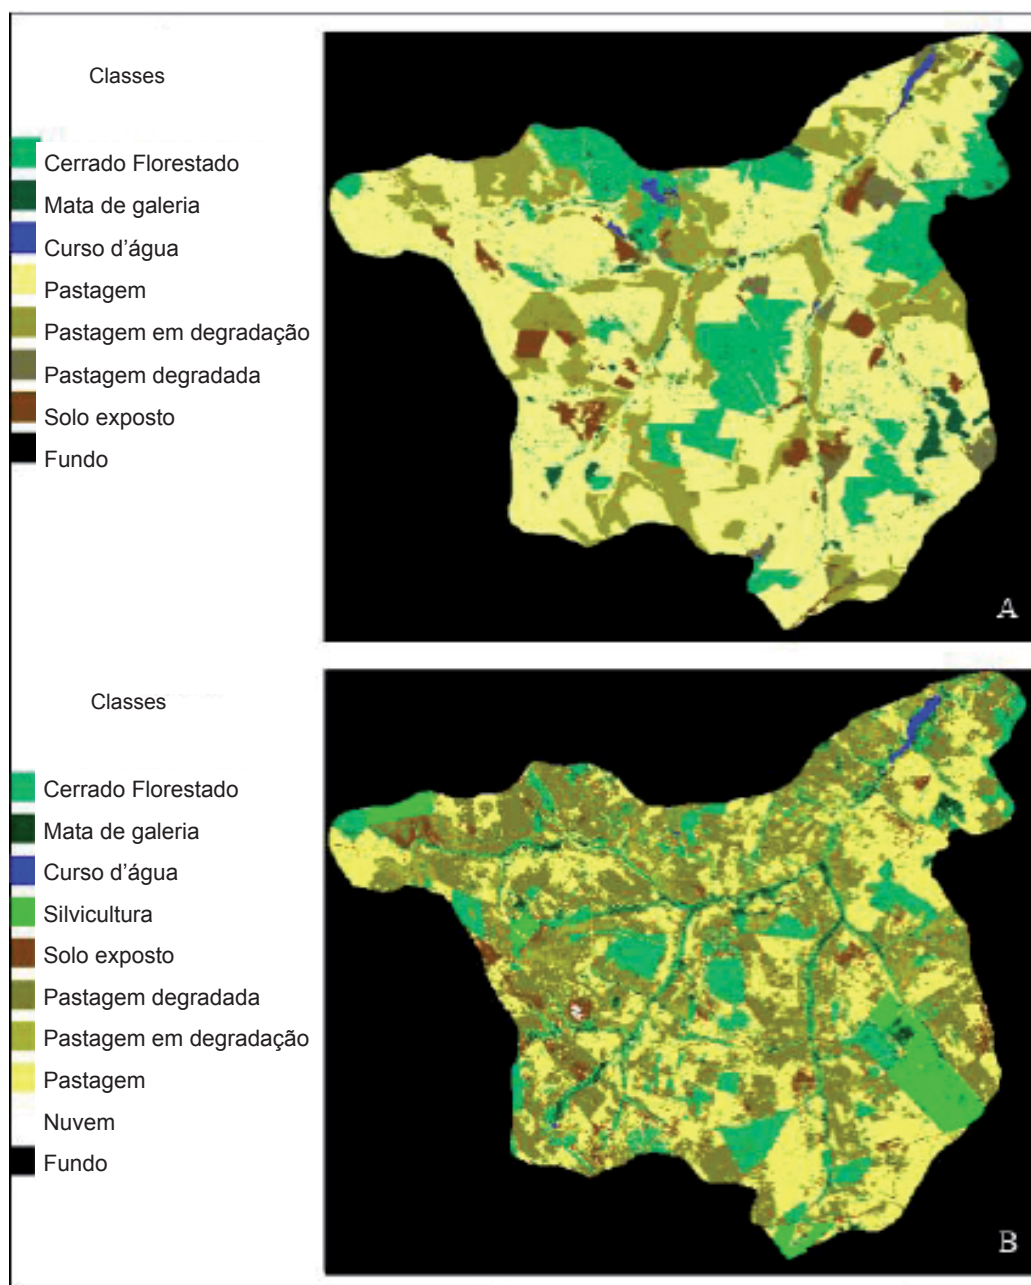 Classes
Cerrado Florestado
Mata de galeria
Curso d'água
Pastagem
Pastagem em degradação
Pastagem degradada
Solo exposto
Fundo
A
Classes
Cerrado Florestado
Mata de galeria
Curso d'água
Silvicultura
Solo exposto
Pastagem degradada
Pastagem em degradação
Pastagem
Nuvem
Fundo
B